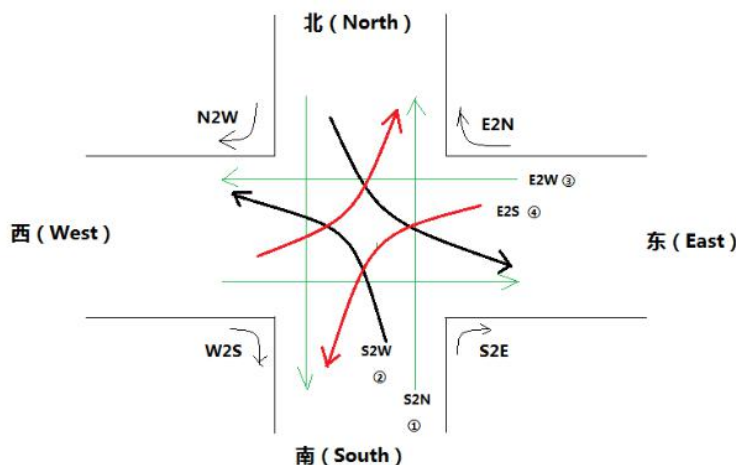 北（North）
N2W
E2N
E2W ③
E2S ④
西（West）
东（East）
W2S
S2W
②
S2E
S2N
①
南（South）